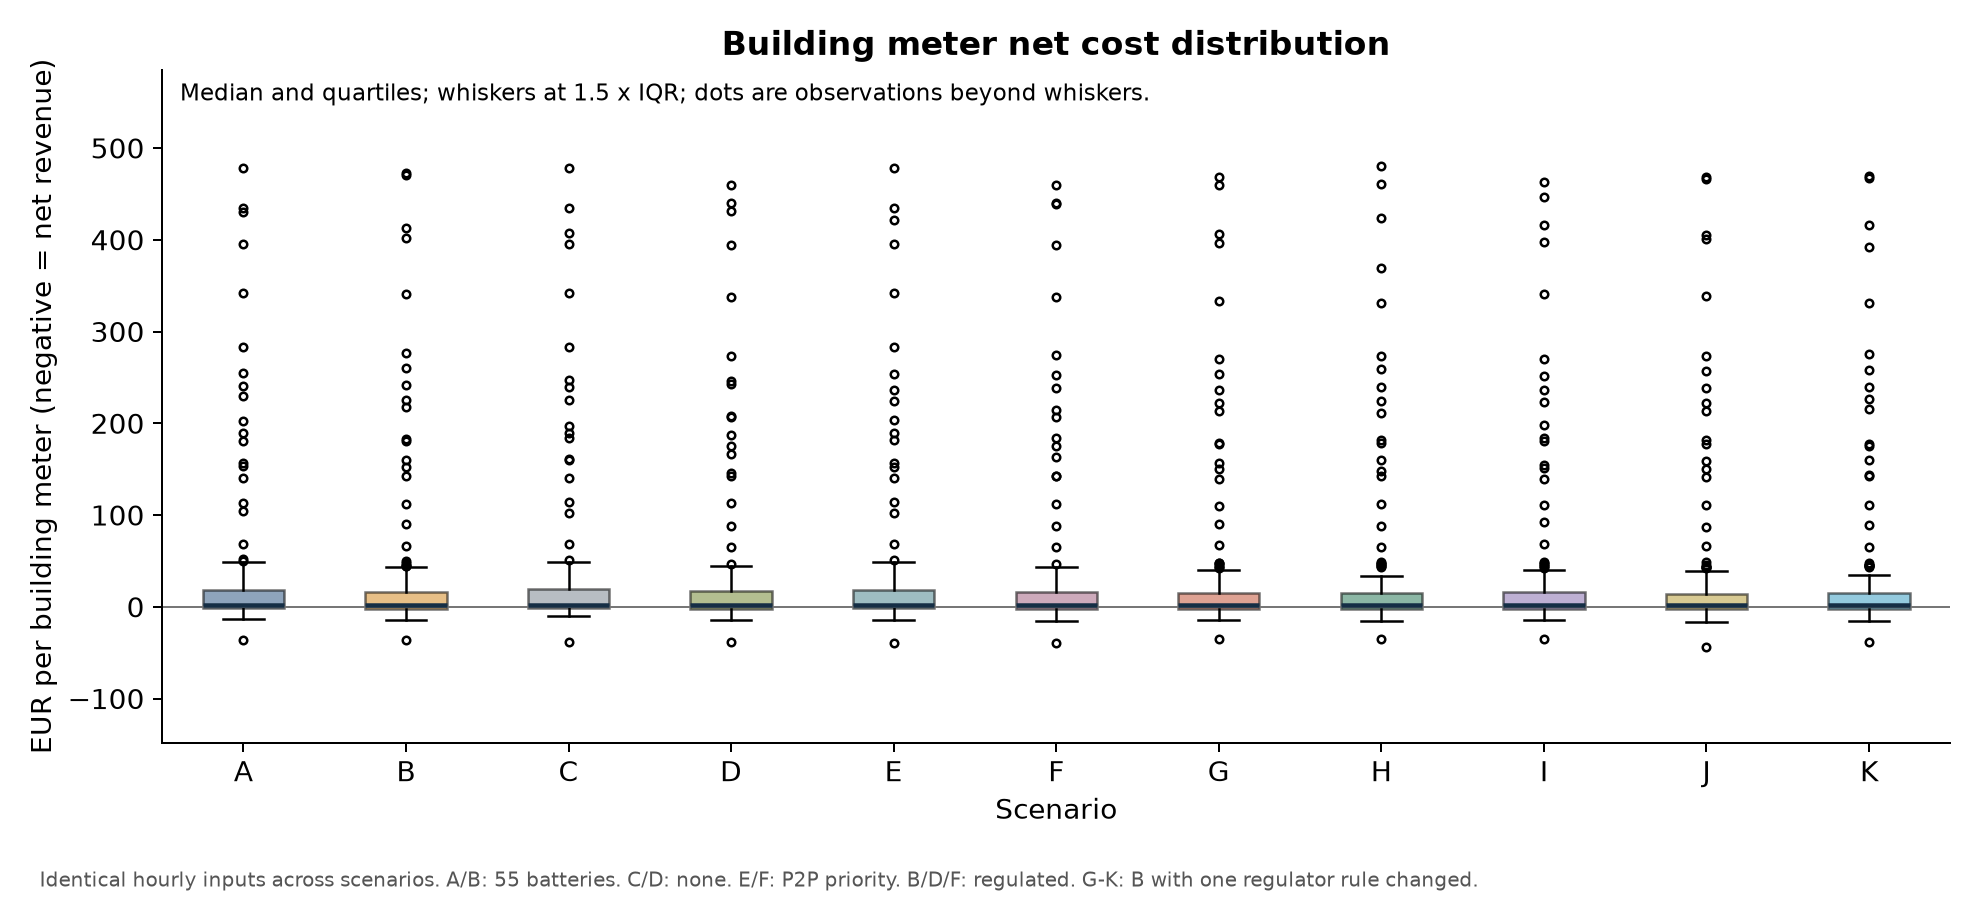 Building meter net cost distribution
Median and quartiles; whiskers at 1.5 x IQR; dots are observations beyond whiskers.
EUR per building meter (negative = net revenue)
500
400
300
200
100
0
−100
A B C D E F G H I J K
Scenario
Identical hourly inputs across scenarios. A/B: 55 batteries. C/D: none. E/F: P2P priority. B/D/F: regulated. G-K: B with one regulator rule changed.